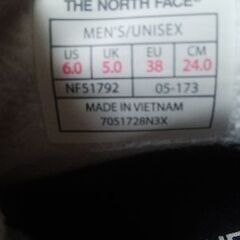 THE NORTH FACE®
MEN'S/UNISEX
US UK EU CM
6.0 5.0 38 24.0
NF51792 05-173
MADE IN VIETNAM
7051728N3X